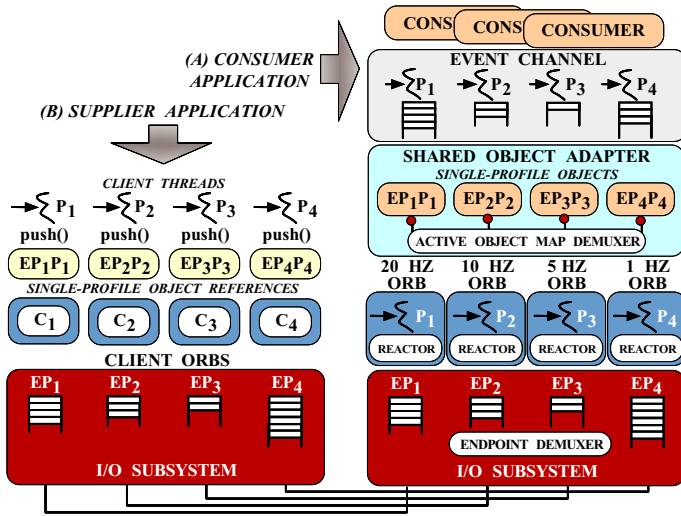 CONS
CONS
CONSUMER
(A) CONSUMER
APPLICATION
EVENT CHANNEL
P1 P2 P3 P4
(B) SUPPLIER APPLICATION
SHARED OBJECT ADAPTER
SINGLE-PROFILE OBJECTS
EP1P1 EP2P2 EP3P3 EP4P4
ACTIVE OBJECT MAP DEMUXER
20 HZ 10 HZ 5 HZ 1 HZ
ORB ORB ORB ORB
P1 P2 P3 P4
REACTOR REACTOR REACTOR REACTOR
EP1 EP2 EP3 EP4
ENDPOINT DEMUXER
I/O SUBSYSTEM
CLIENT THREADS
P1 P2 P3 P4
push() push() push() push()
EP1P1 EP2P2 EP3P3 EP4P4
SINGLE-PROFILE OBJECT REFERENCES
C1 C2 C3 C4
CLIENT ORBS
EP1 EP2 EP3 EP4
I/O SUBSYSTEM